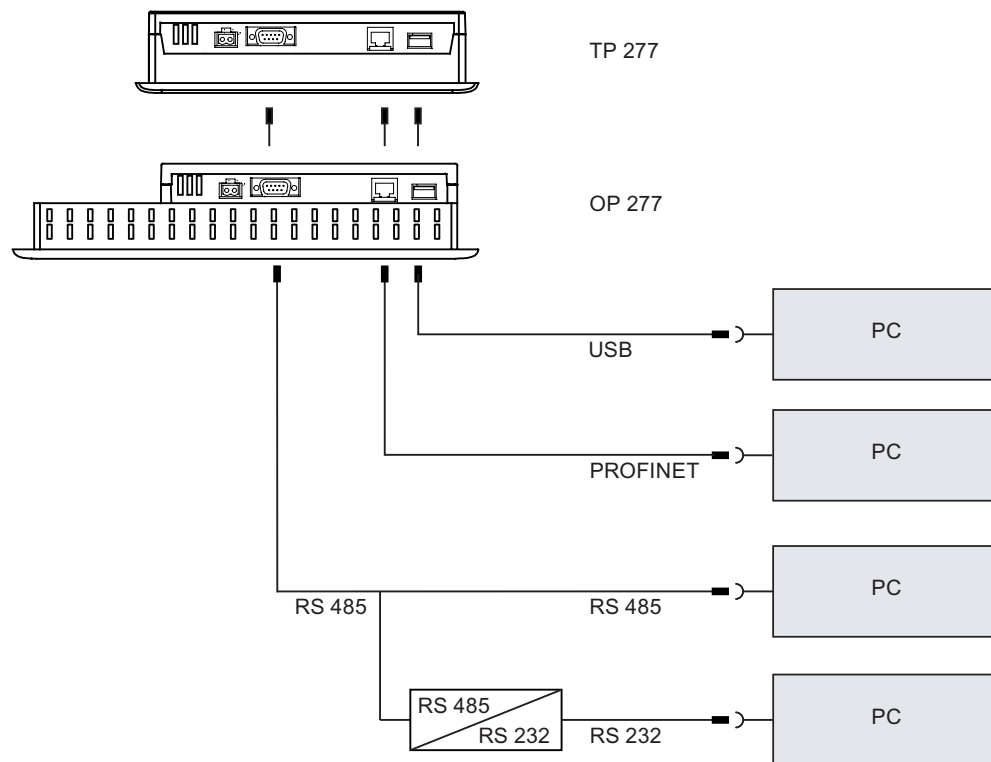 TP 277
OP 277
PC
USB
PC
PROFINET
PC
RS 485 RS 485
RS 485
PC
RS 232 RS 232